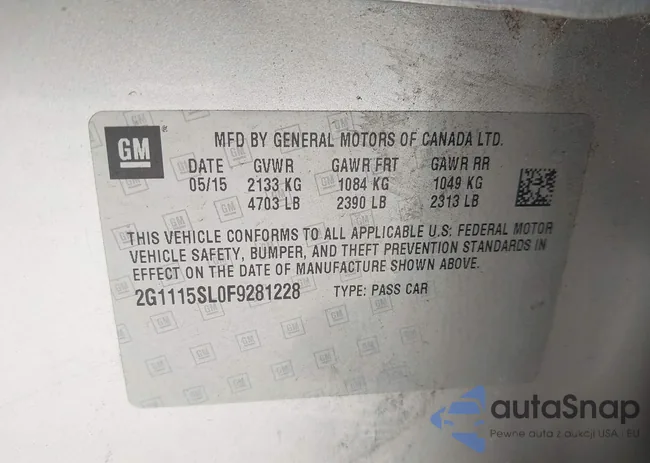 GM
MFD BY GENERAL MOTORS OF CANADA LTD.
DATE GVWR GAWR FRT GAWR RR
05/15 2133 KG 1084 KG 1049 KG
4703 LB 2390 LB 2313 LB
THIS VEHICLE CONFORMS TO ALL APPLICABLE U.S. FEDERAL MOTOR
VEHICLE SAFETY, BUMPER, AND THEFT PREVENTION STANDARDS IN
EFFECT ON THE DATE OF MANUFACTURE SHOWN ABOVE.
2G1115SL0F9281228 TYPE: PASS CAR
autaSnap
Pewne auta z aukcji USA i EU